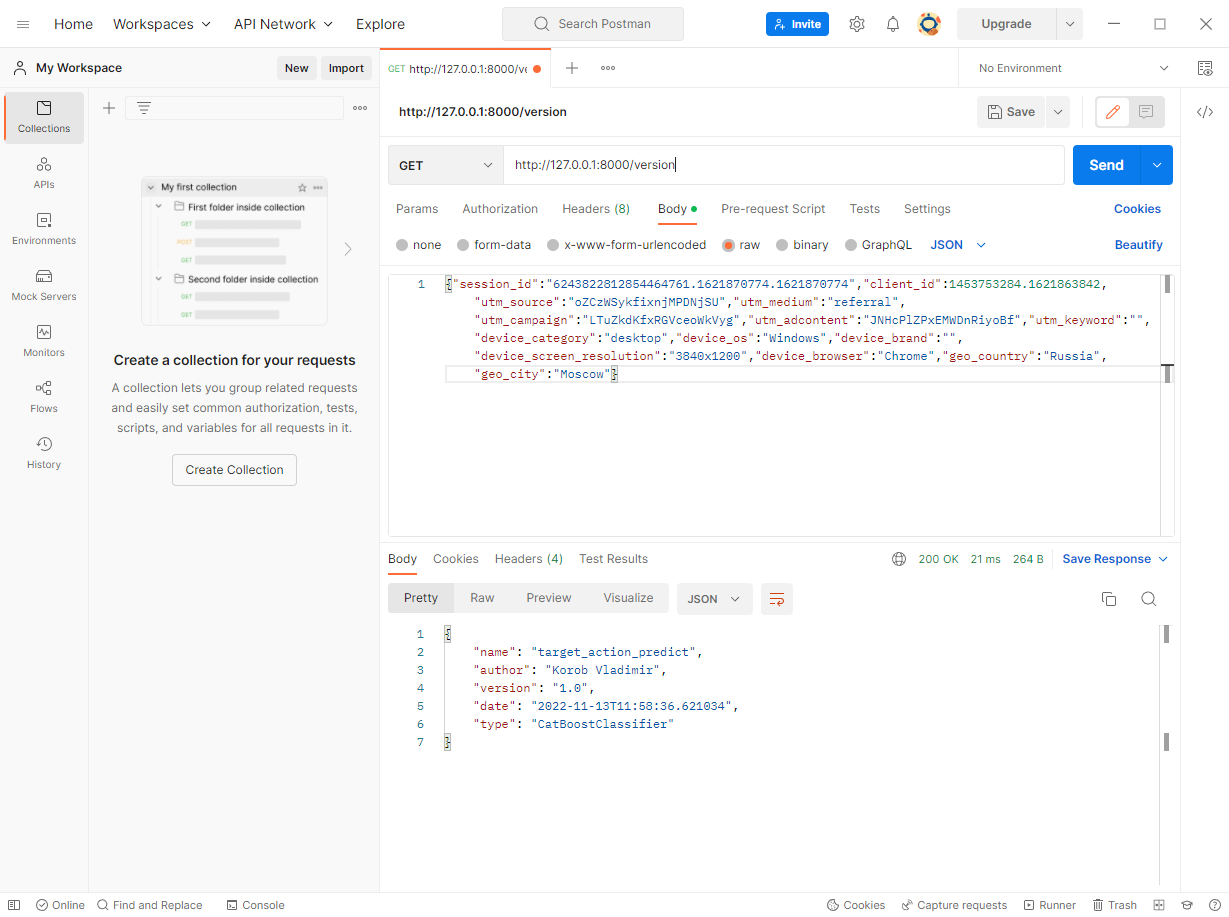 Home Workspaces API Network Explore Search Postman Invite Upgrade
My Workspace New Import
GET http://127.0.0.1:8000/ve No Environment
Collections
APIs
Environments
Mock Servers
Monitors
Flows
History
My first collection
First folder inside collection
GET
POST
GET
Second folder inside collection
GET
GET
Create a collection for your requests
A collection lets you group related requests
and easily set common authorization, tests,
scripts, and variables for all requests in it.
Create Collection
http://127.0.0.1:8000/version Save
GET http://127.0.0.1:8000/version Send
Params Authorization Headers (8) Body Pre-request Script Tests Settings Cookies
none form-data x-www-form-urlencoded raw binary GraphQL JSON Beautify
1 {"session_id":"6243822812854464761.1621870774.1621870774","client_id":1453753284.1621863842,
"utm_source":"oZCzWSykfixnjMPDNjSU","utm_medium":"referral",
"utm_campaign":"LTuZkdKfxRGVceoWkVyg","utm_adcontent":"JNHcPlZPxEMWDnRiyoBf","utm_keyword":"",
"device_category":"desktop","device_os":"Windows","device_brand":"",
"device_screen_resolution":"3840x1200","device_browser":"Chrome","geo_country":"Russia",
"geo_city":"Moscow"}
Body Cookies Headers (4) Test Results 200 OK 21 ms 264 B Save Response
Pretty Raw Preview Visualize JSON
1 {
2 "name": "target_action_predict",
3 "author": "Korob Vladimir",
4 "version": "1.0",
5 "date": "2022-11-13T11:58:36.621034",
6 "type": "CatBoostClassifier"
7 }
Online Find and Replace Console Cookies Capture requests Runner Trash